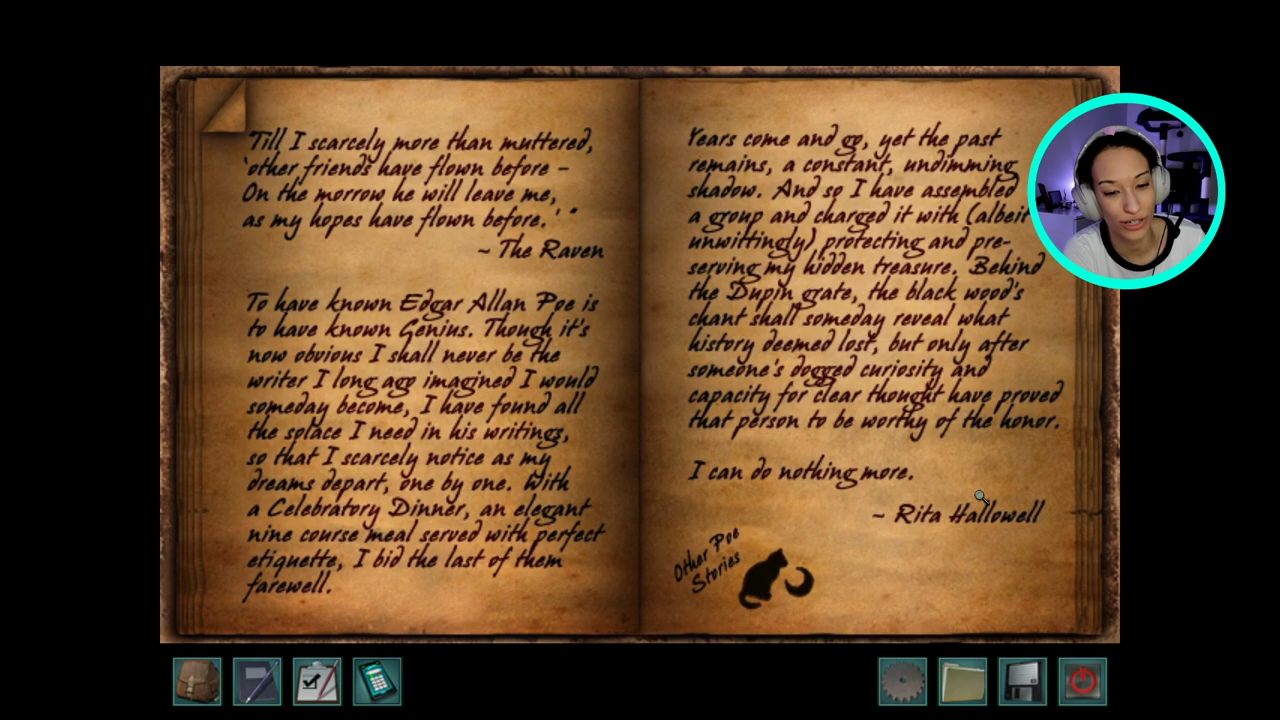 "Till I scarcely more than muttered,
'other friends have flown before –
On the morrow he will leave me,
as my hopes have flown before.' "
~ The Raven
To have known Edgar Allan Poe is
to have known Genius. Though it's
now obvious I shall never be the
writer I long ago imagined I would
someday become, I have found all
the solace I need in his writings,
so that I scarcely notice as my
dreams depart, one by one. With
a Celebratory Dinner, an elegant
nine course meal served with perfect
etiquette, I bid the last of them
farewell.
Years come and go, yet the past
remains, a constant, undimming
shadow. And so I have assembled
a group and charged it with (albeit
unwittingly) protecting and pre-
serving my hidden treasure. Behind
the Dupin grate, the black wood's
chant shall someday reveal what
history deemed lost, but only after
someone's dogged curiosity and
capacity for clear thought have proved
that person to be worthy of the honor.
I can do nothing more.
~ Rita Hallowell
Other Poe
Stories